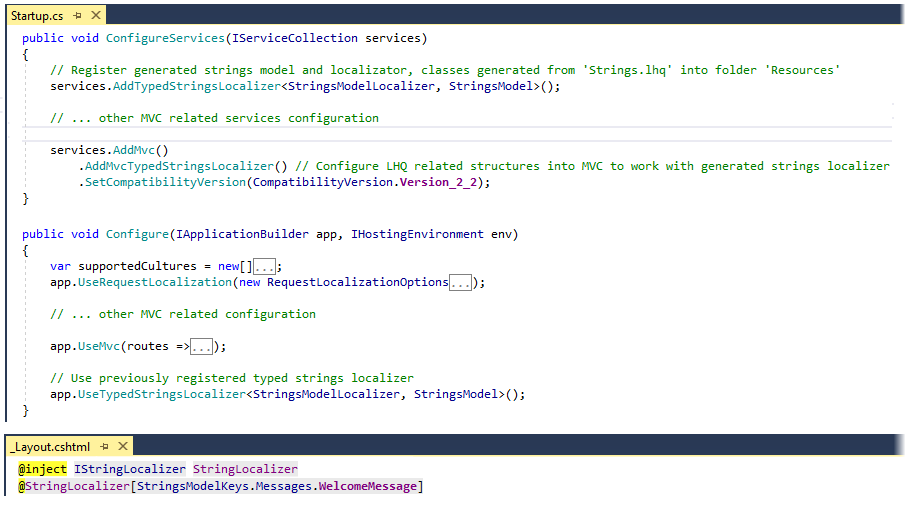 Startup.cs
public void ConfigureServices(IServiceCollection services)
{
// Register generated strings model and localizator, classes generated from 'Strings.lhq' into folder 'Resources'
services.AddTypedStringsLocalizer<StringsModelLocalizer, StringsModel>();
// ... other MVC related services configuration
services.AddMvc()
.AddMvcTypedStringsLocalizer() // Configure LHQ related structures into MVC to work with generated strings localizer
.SetCompatibilityVersion(CompatibilityVersion.Version_2_2);
}
public void Configure(IApplicationBuilder app, IHostingEnvironment env)
{
var supportedCultures = new[]...;
app.UseRequestLocalization(new RequestLocalizationOptions...);
// ... other MVC related configuration
app.UseMvc(routes =>...);
// Use previously registered typed strings localizer
app.UseTypedStringsLocalizer<StringsModelLocalizer, StringsModel>();
}
_Layout.cshtml
@inject IStringLocalizer StringLocalizer
@StringLocalizer[StringsModelKeys.Messages.WelcomeMessage]